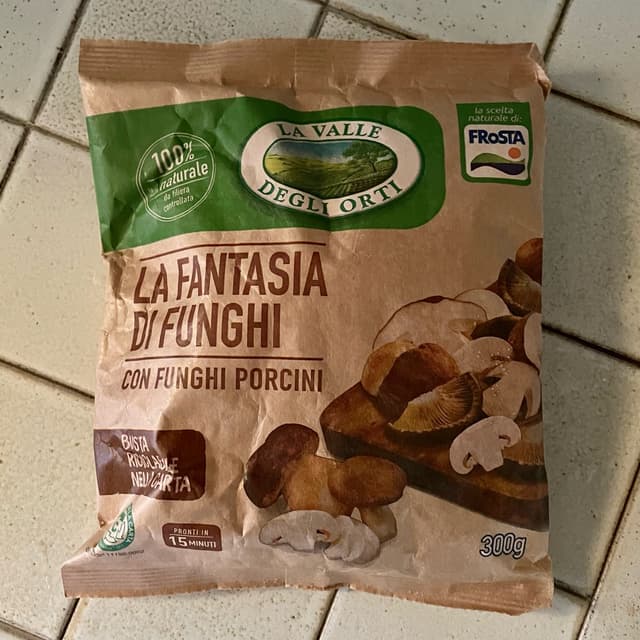 100%
naturale
da filiera
controllata
LA VALLE
DEGLI ORTI
la scelta
naturale di:
FRoSTA
LA FANTASIA
DI FUNGHI
CON FUNGHI PORCINI
BUSTA
RICICLABILE
NELLA CARTA
PRONTI IN
15 MINUTI
300g